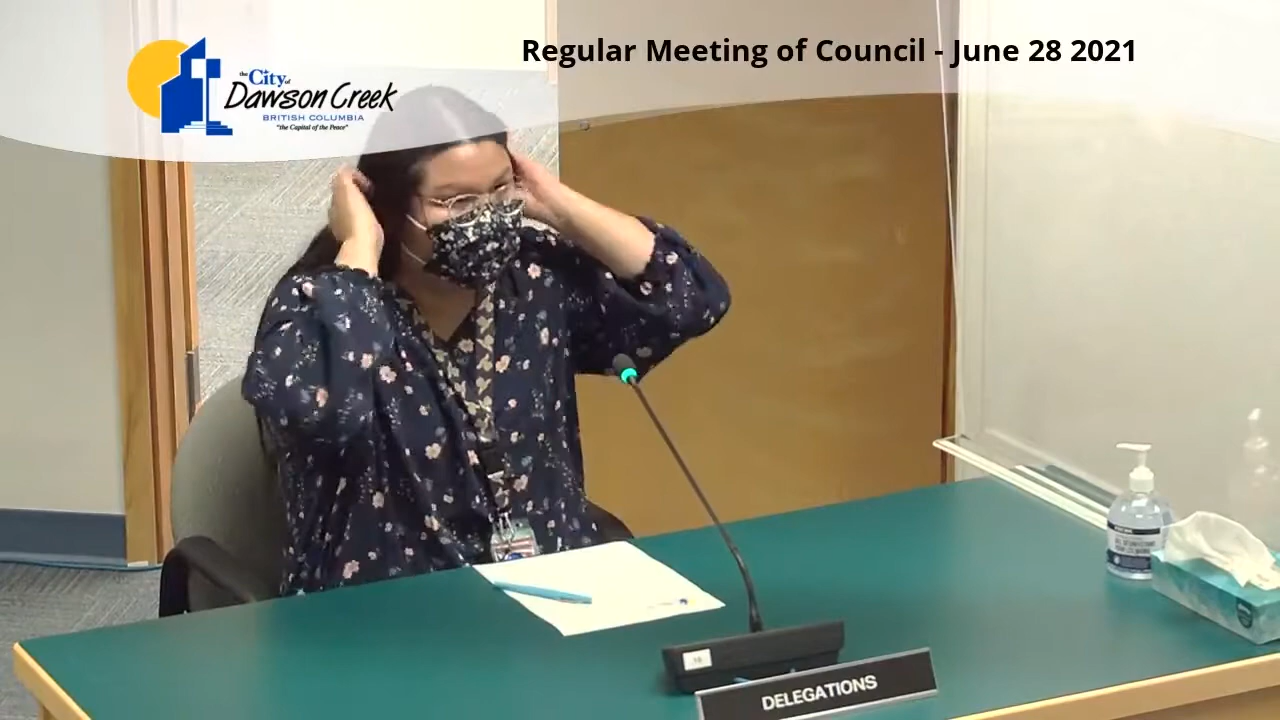 Regular Meeting of Council - June 28 2021
the City of
Dawson Creek
BRITISH COLUMBIA
"the Capital of the Peace"
DELEGATIONS